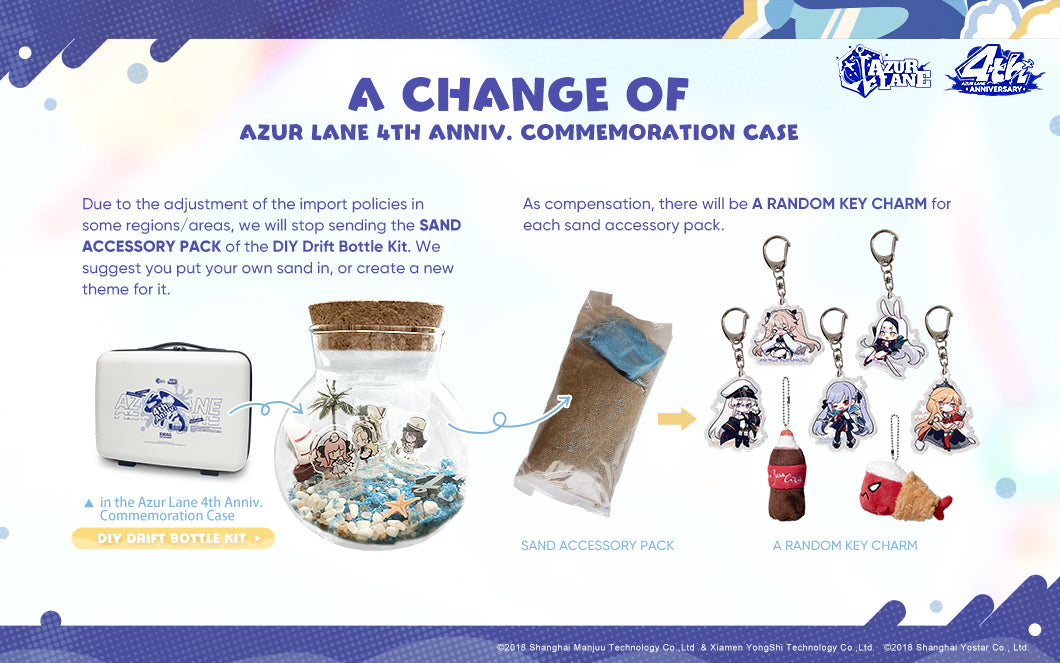 AZUR LANE
4th
AZUR LANE
ANNIVERSARY
A CHANGE OF
AZUR LANE 4TH ANNIV. COMMEMORATION CASE
Due to the adjustment of the import policies in
some regions/areas, we will stop sending the SAND
ACCESSORY PACK of the DIY Drift Bottle Kit. We
suggest you put your own sand in, or create a new
theme for it.
As compensation, there will be A RANDOM KEY CHARM for
each sand accessory pack.
AZUR LANE
▲ in the Azur Lane 4th Anniv.
Commemoration Case
DIY DRIFT BOTTLE KIT ▸
SAND ACCESSORY PACK
A RANDOM KEY CHARM
©2018 Shanghai Manjuu Technology Co.,Ltd & Xiamen YongShi Technology Co.,Ltd. ©2018 Shanghai Yostar Co., Ltd.